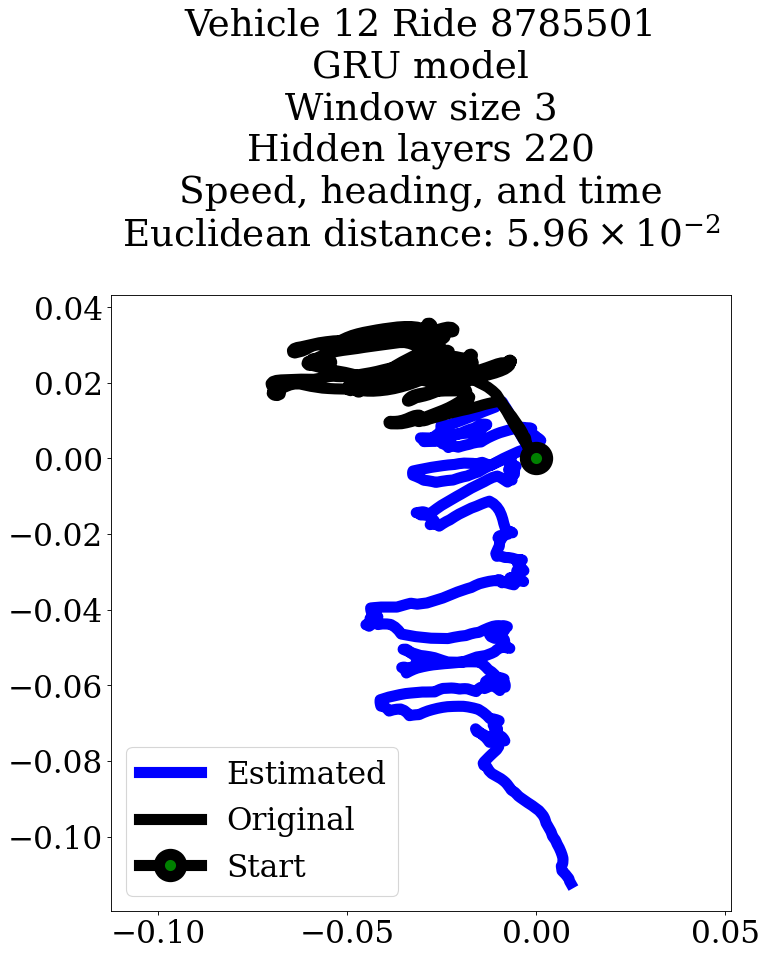 Vehicle 12 Ride 8785501
GRU model
Window size 3
Hidden layers 220
Speed, heading, and time
Euclidean distance: 5.96 × 10⁻²
0.04
0.02
0.00
−0.02
−0.04
−0.06
−0.08
−0.10
Estimated
Original
Start
−0.10 −0.05 0.00 0.05